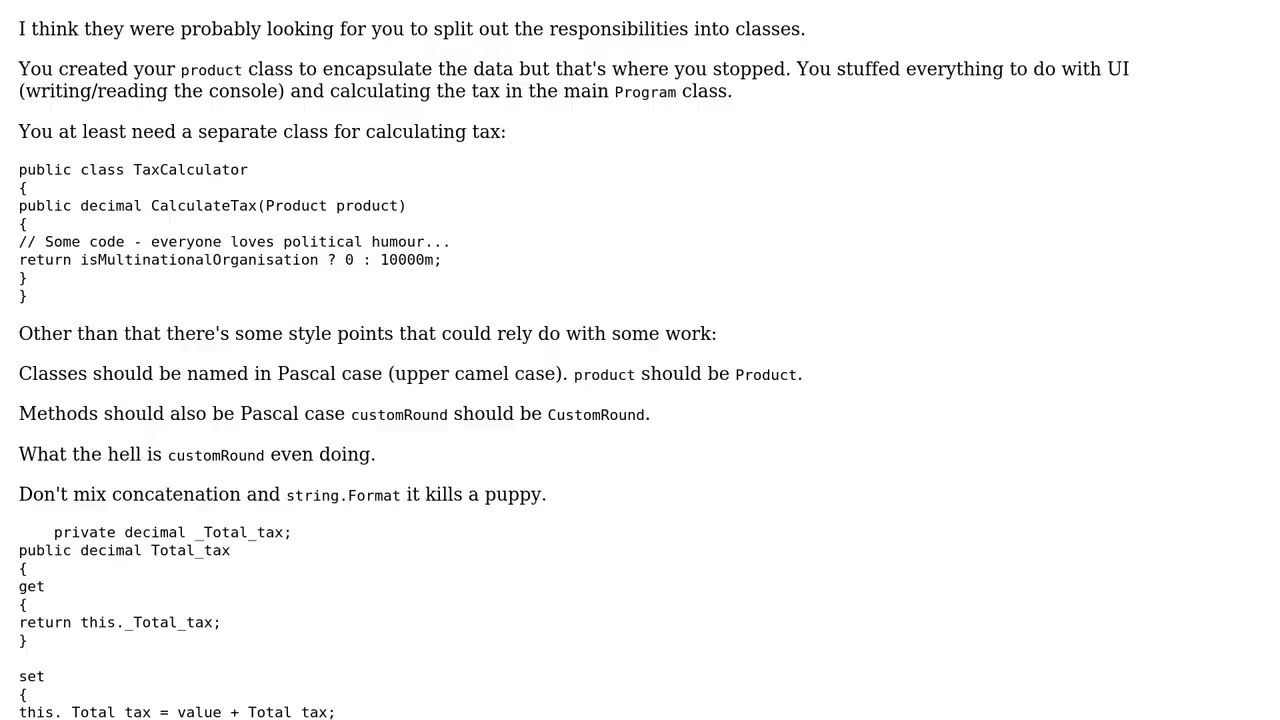 I think they were probably looking for you to split out the responsibilities into classes.
You created your product class to encapsulate the data but that's where you stopped. You stuffed everything to do with UI
(writing/reading the console) and calculating the tax in the main Program class.
You at least need a separate class for calculating tax:
public class TaxCalculator
{
public decimal CalculateTax(Product product)
{
// Some code - everyone loves political humour...
return isMultinationalOrganisation ? 0 : 10000m;
}
}
Other than that there's some style points that could rely do with some work:
Classes should be named in Pascal case (upper camel case). product should be Product.
Methods should also be Pascal case customRound should be CustomRound.
What the hell is customRound even doing.
Don't mix concatenation and string.Format it kills a puppy.
private decimal _Total_tax;
public decimal Total_tax
{
get
{
return this._Total_tax;
}
set
{
this._Total_tax = value + Total_tax;